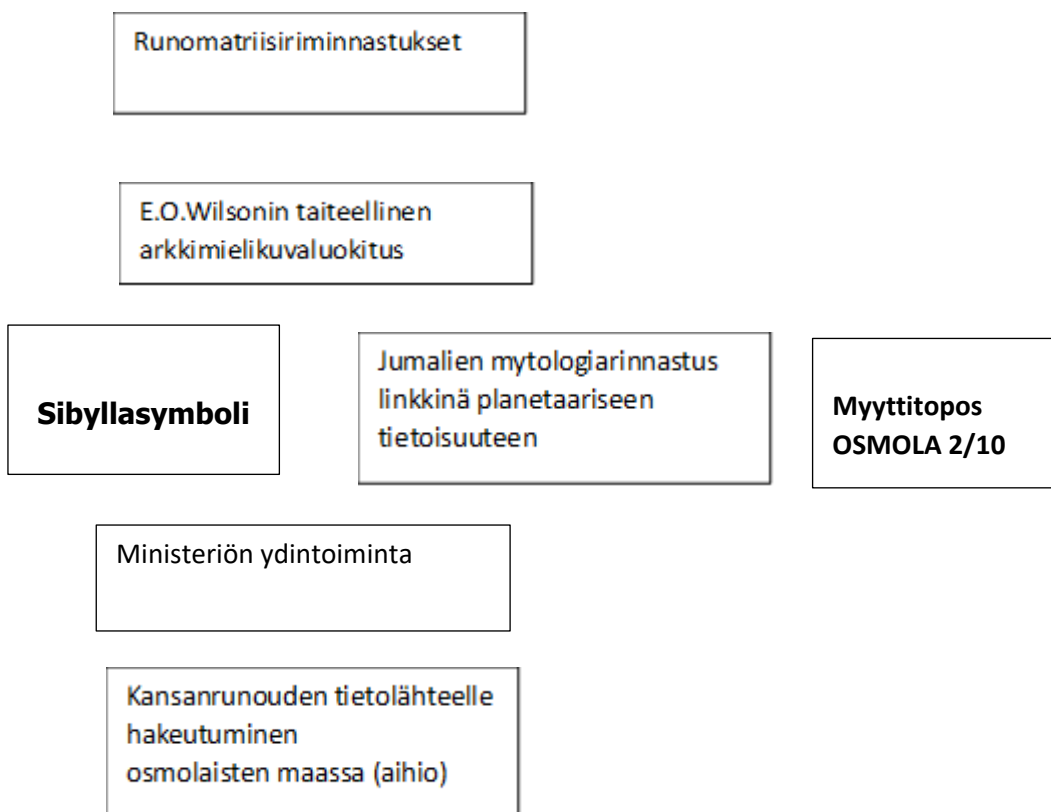 Runomatriisiriminnastukset
E.O.Wilsonin taiteellinen
arkkimielikuvaluokitus
Sibyllasymboli
Jumalien mytologiarinnastus
linkkinä planetaariseen
tietoisuuteen
Myyttitopos
OSMOLA 2/10
Ministeriön ydintoiminta
Kansanrunouden tietolähteelle
hakeutuminen
osmolaisten maassa (aihio)